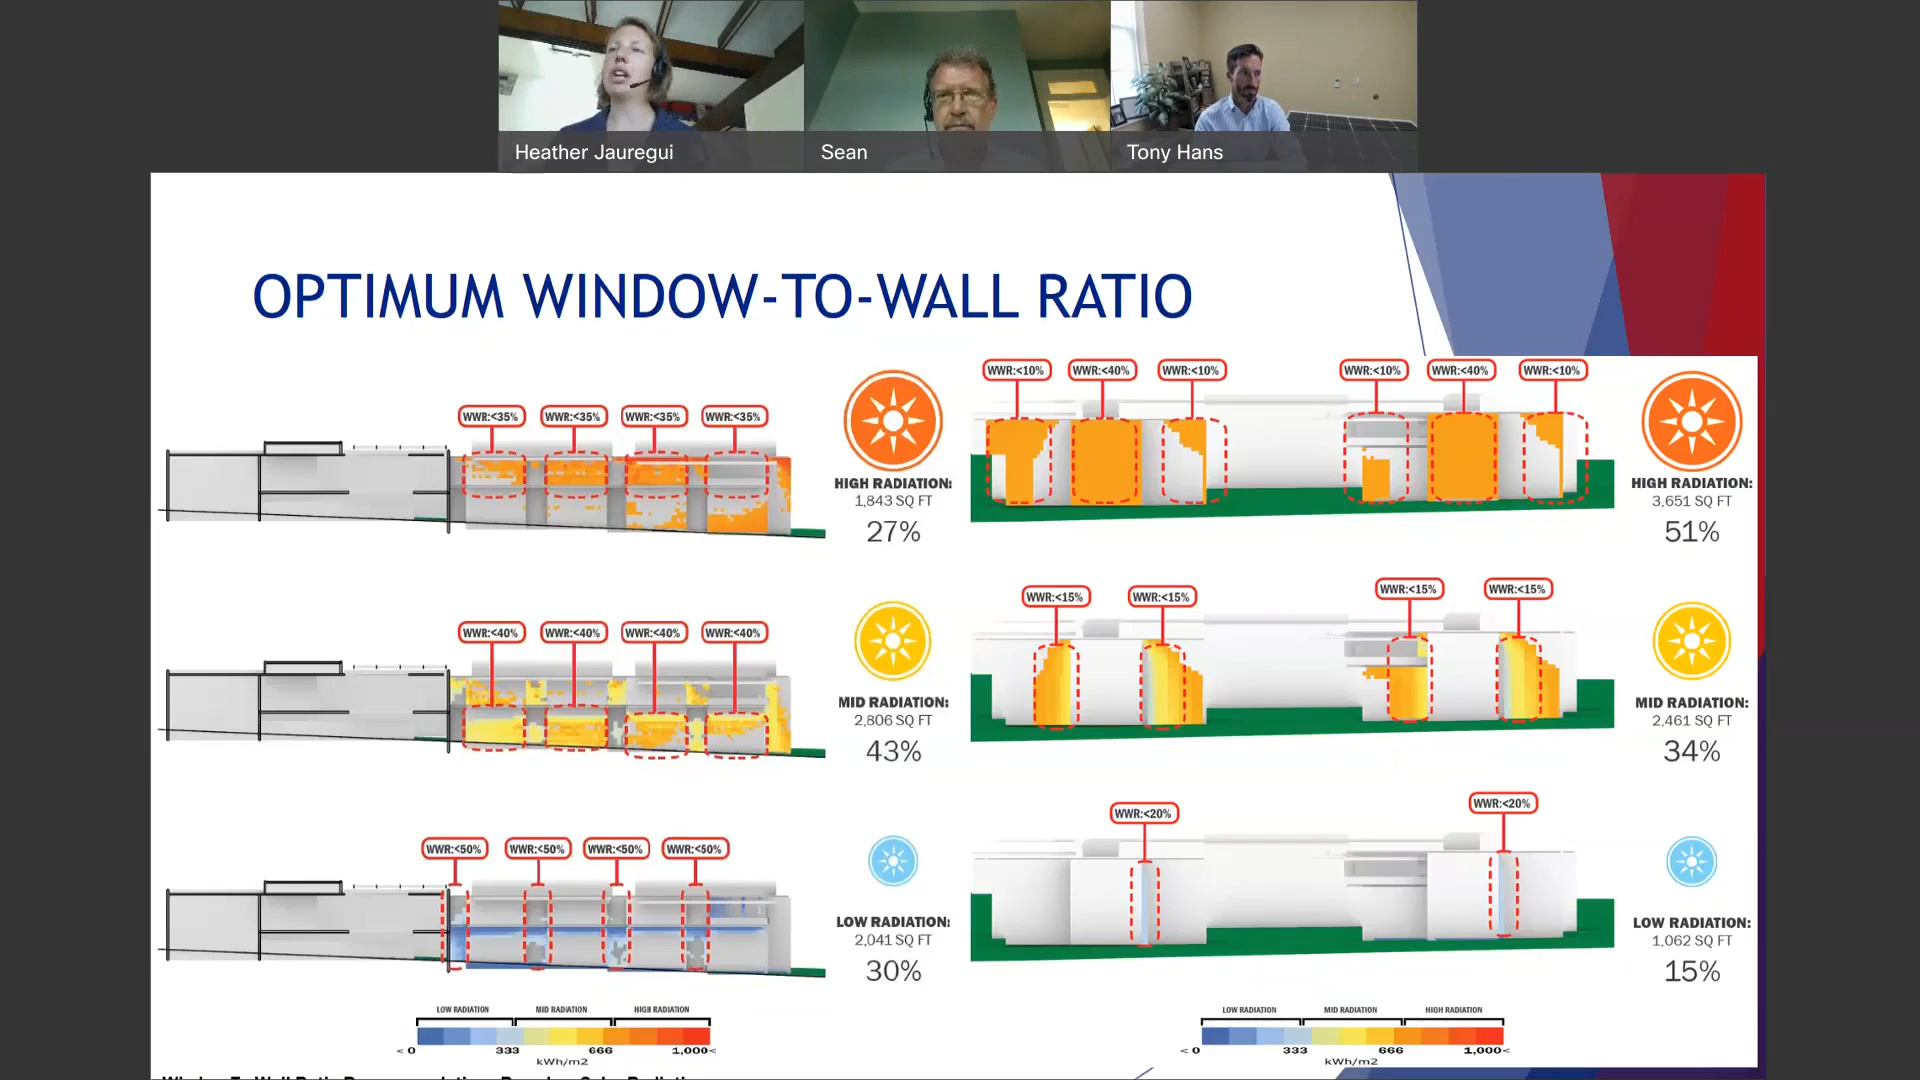 Heather Jauregui
Sean
Tony Hans
OPTIMUM WINDOW-TO-WALL RATIO
WWR:<35% WWR:<35% WWR:<35% WWR:<35%
HIGH RADIATION:
1,843 SQ FT
27%
WWR:<10% WWR:<40% WWR:<10% WWR:<10% WWR:<40% WWR:<10%
HIGH RADIATION:
3,651 SQ FT
51%
WWR:<40% WWR:<40% WWR:<40% WWR:<40%
MID RADIATION:
2,806 SQ FT
43%
WWR:<15% WWR:<15% WWR:<15% WWR:<15%
MID RADIATION:
2,461 SQ FT
34%
WWR:<50% WWR:<50% WWR:<50% WWR:<50%
LOW RADIATION:
2,041 SQ FT
30%
WWR:<20% WWR:<20%
LOW RADIATION:
1,062 SQ FT
15%
LOW RADIATION MID RADIATION HIGH RADIATION
< 0 333 666 1,000<
kWh/m2
LOW RADIATION MID RADIATION HIGH RADIATION
< 0 333 666 1,000<
kWh/m2